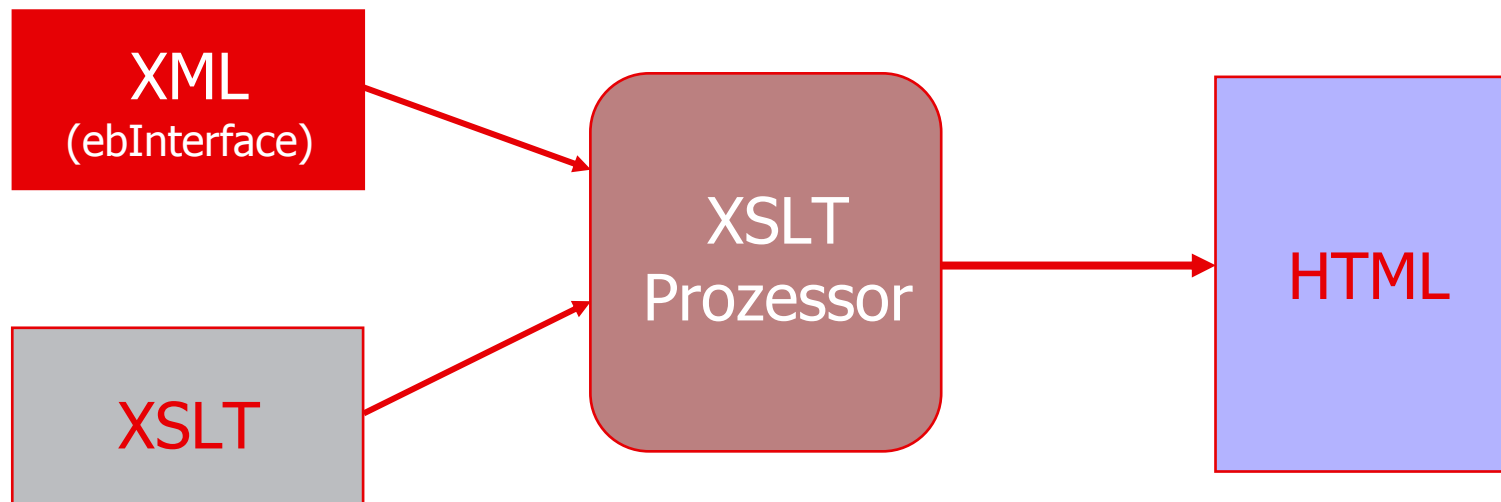 XML
(ebInterface)
XSLT
XSLT
Prozessor
HTML